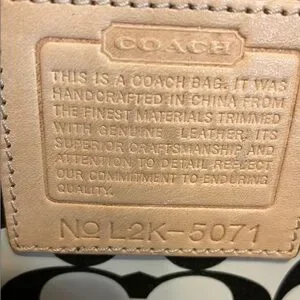 COACH
THIS IS A COACH BAG. IT WAS
HANDCRAFTED IN CHINA FROM
THE FINEST MATERIALS TRIMMED
WITH GENUINE LEATHER. ITS
SUPERIOR CRAFTSMANSHIP AND
ATTENTION TO DETAIL REFLECT
OUR COMMITMENT TO ENDURING
QUALITY.
No L2K-5071